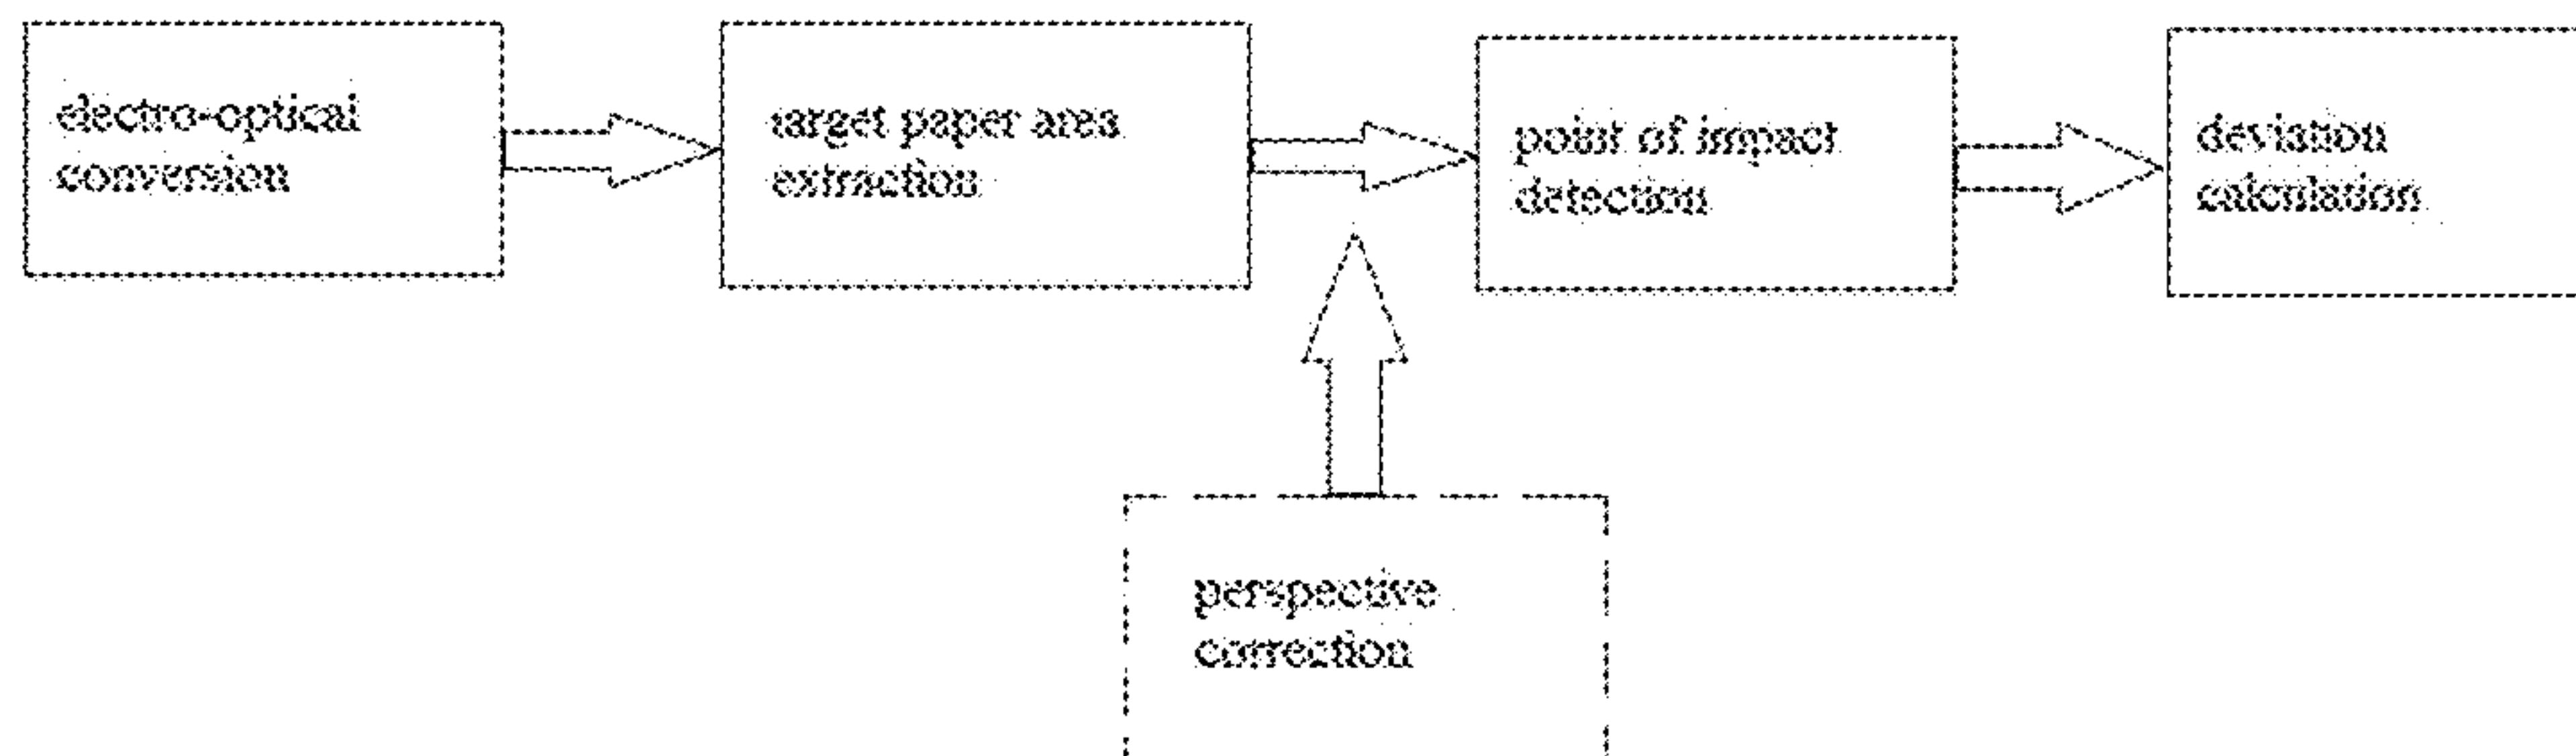 electro-optical
conversion
target paper area
extraction
point of impact
detection
deviation
calculation
perspective
correction